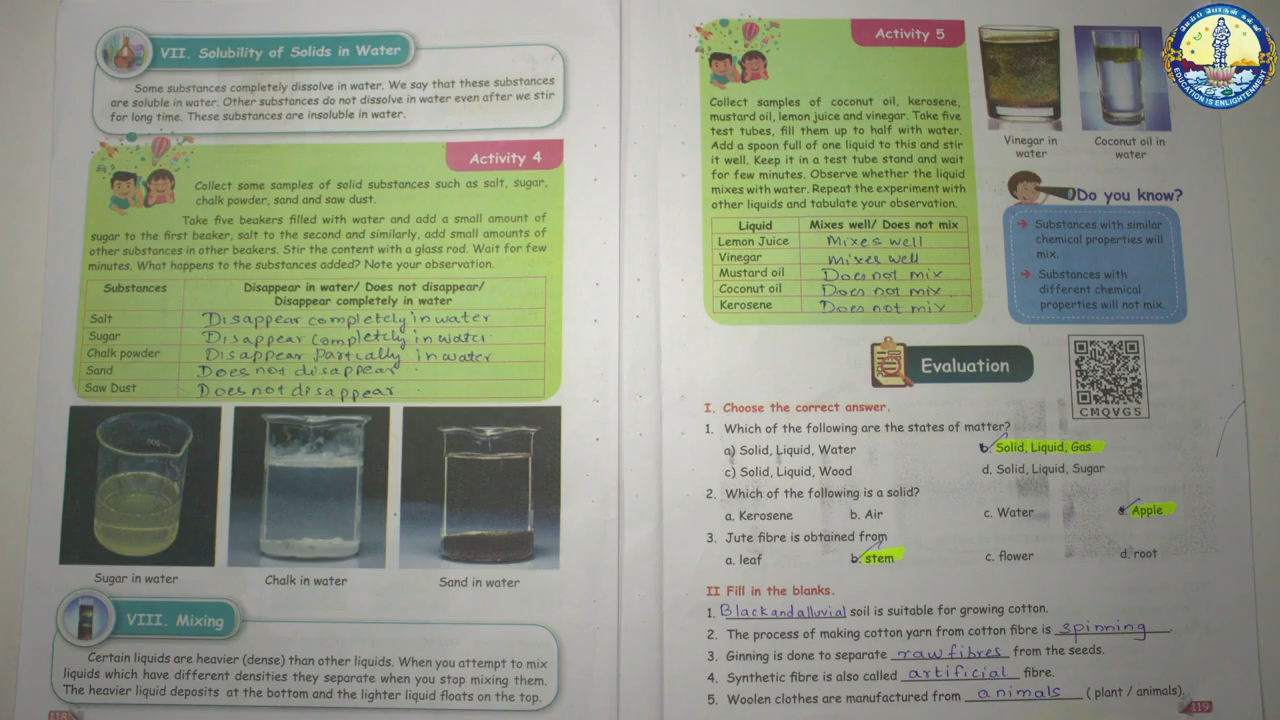 VII. Solubility of Solids in Water
Some substances completely dissolve in water. We say that these substances
are soluble in water. Other substances do not dissolve in water even after we stir
for long time. These substances are insoluble in water.
Activity 4
Collect some samples of solid substances such as salt, sugar,
chalk powder, sand and saw dust.
Take five beakers filled with water and add a small amount of
sugar to the first beaker, salt to the second and similarly, add small amounts of
other substances in other beakers. Stir the content with a glass rod. Wait for few
minutes. What happens to the substances added? Note your observation.
Substances Disappear in water/ Does not disappear/
Disappear completely in water
Salt Disappear completely in water
Sugar Disappear completely in water
Chalk powder Disappear Partially in water
Sand Does not disappear
Saw Dust Does not disappear
Sugar in water Chalk in water Sand in water
VIII. Mixing
Certain liquids are heavier (dense) than other liquids. When you attempt to mix
liquids which have different densities they separate when you stop mixing them.
The heavier liquid deposits at the bottom and the lighter liquid floats on the top.
118
Activity 5
Collect samples of coconut oil, kerosene,
mustard oil, lemon juice and vinegar. Take five
test tubes, fill them up to half with water.
Add a spoon full of one liquid to this and stir
it well. Keep it in a test tube stand and wait
for few minutes. Observe whether the liquid
mixes with water. Repeat the experiment with
other liquids and tabulate your observation.
Liquid Mixes well/ Does not mix
Lemon Juice Mixes well
Vinegar Mixes well
Mustard oil Does not mix
Coconut oil Does not mix
Kerosene Does not mix
Vinegar in
water
Coconut oil in
water
Do you know?
Substances with similar
chemical properties will
mix.
Substances with
different chemical
properties will not mix.
Evaluation
CMQVG5
I. Choose the correct answer.
1. Which of the following are the states of matter?
a) Solid, Liquid, Water b. Solid, Liquid, Gas
c) Solid, Liquid, Wood d. Solid, Liquid, Sugar
2. Which of the following is a solid?
a. Kerosene b. Air c. Water d. Apple
3. Jute fibre is obtained from
a. leaf b. stem c. flower d. root
II Fill in the blanks.
1. Black and alluvial soil is suitable for growing cotton.
2. The process of making cotton yarn from cotton fibre is spinning.
3. Ginning is done to separate raw fibres from the seeds.
4. Synthetic fibre is also called artificial fibre.
5. Woolen clothes are manufactured from animals ( plant / animals).
119
EDUCATION IS ENLIGHTENMENT